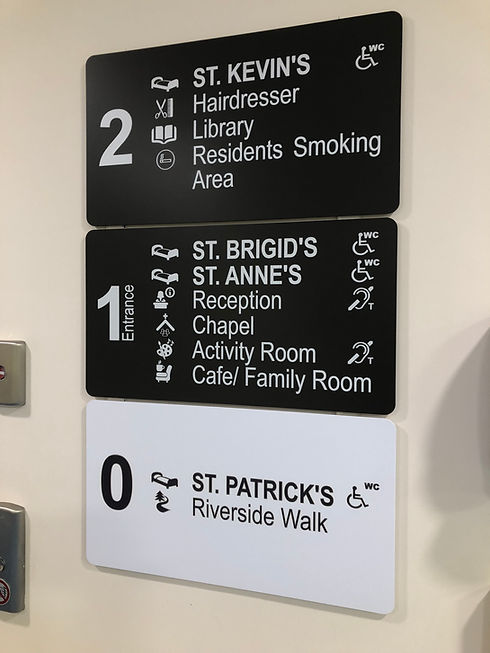 2
ST. KEVIN'S WC
Hairdresser
Library
Residents Smoking
Area
1 Entrance
ST. BRIGID'S WC
ST. ANNE'S WC
Reception T
Chapel
Activity Room T
Cafe/ Family Room
0
ST. PATRICK'S WC
Riverside Walk